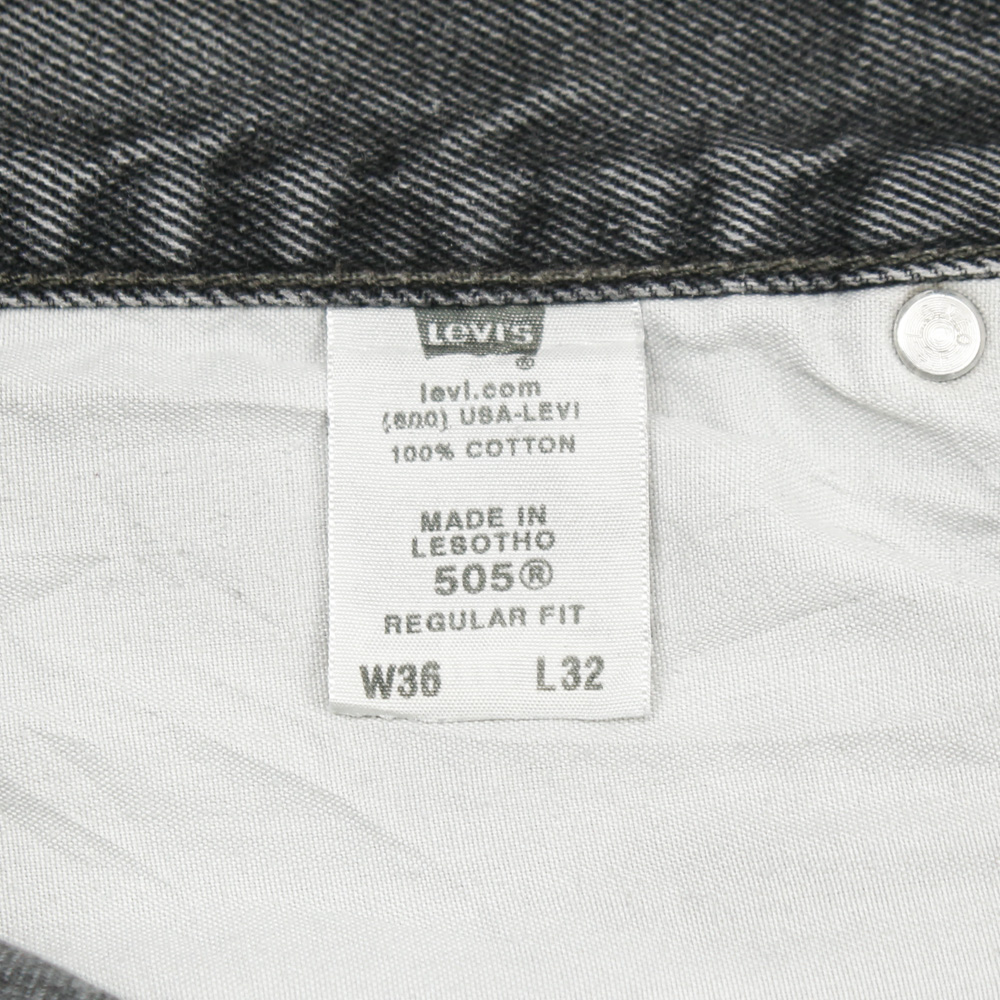 LEVI'S
®
levi.com
(800) USA-LEVI
100% COTTON
MADE IN
LESOTHO
505®
REGULAR FIT
W36 L32